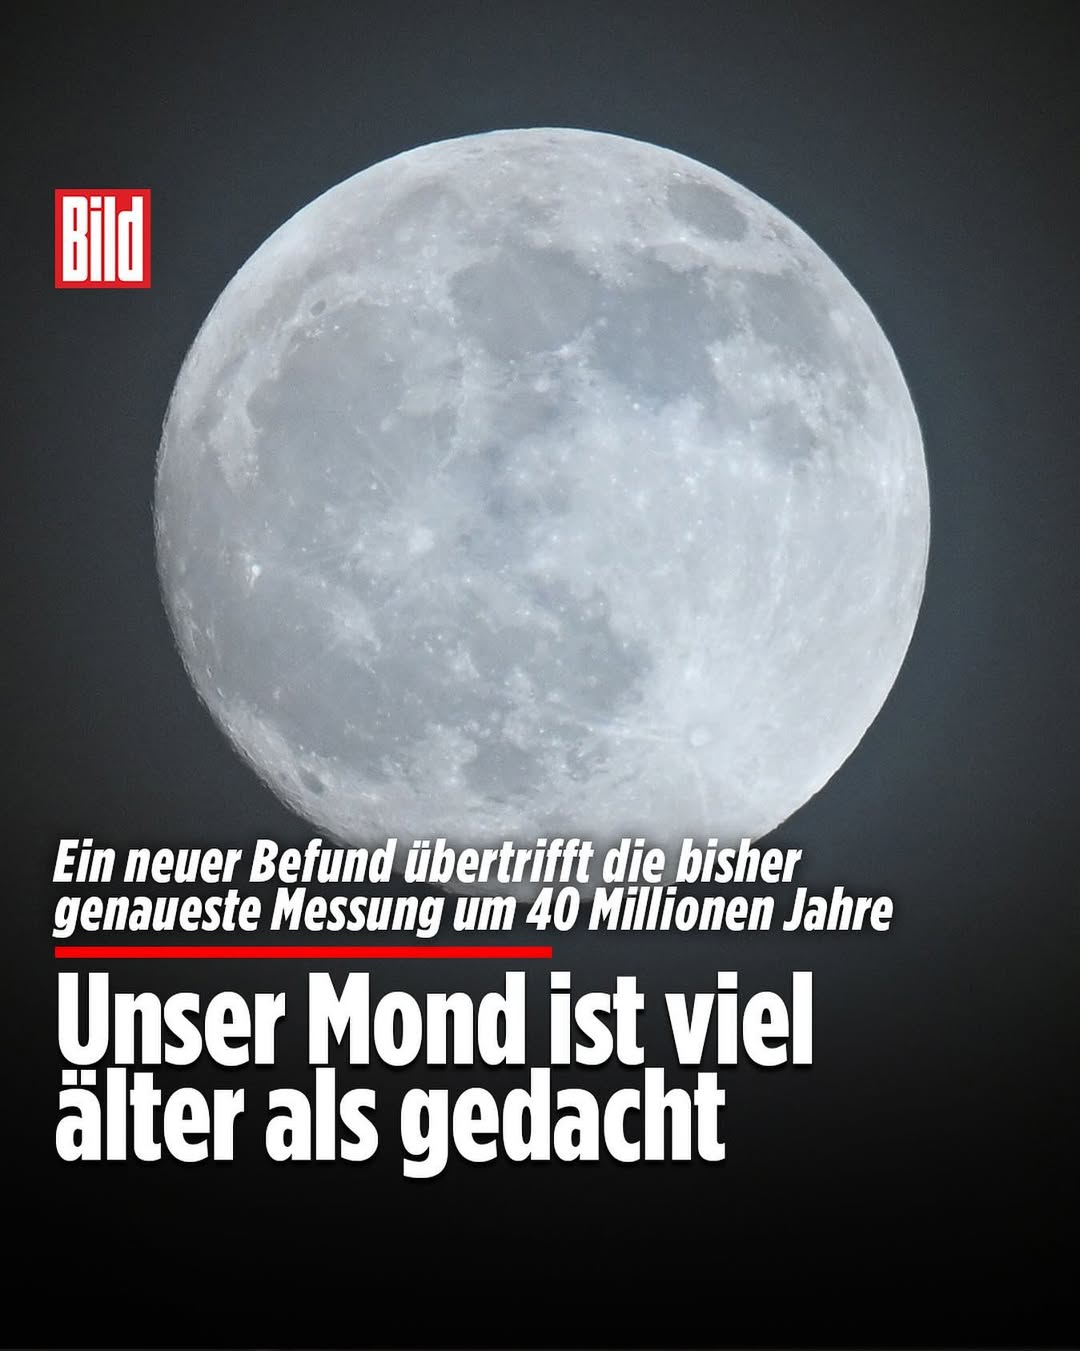 Bild
Ein neuer Befund übertrifft die bisher
genaueste Messung um 40 Millionen Jahre
Unser Mond ist viel
älter als gedacht